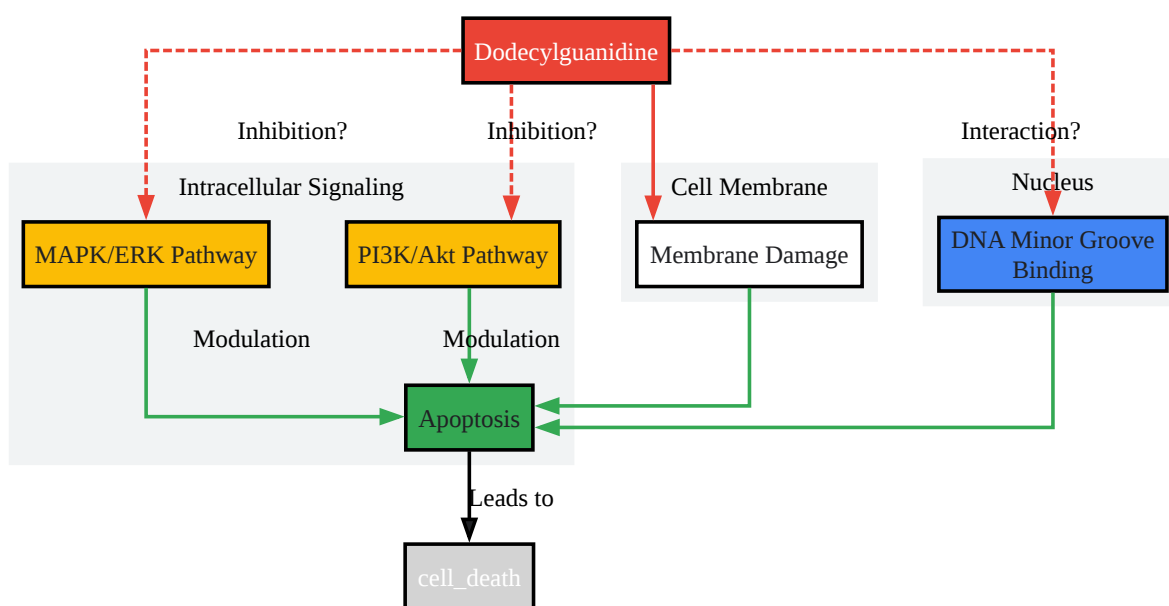 Dodecylguanidine
Inhibition?
Inhibition?
Interaction?
Intracellular Signaling
Cell Membrane
Nucleus
MAPK/ERK Pathway
PI3K/Akt Pathway
Membrane Damage
DNA Minor Groove
Binding
Modulation
Modulation
Apoptosis
Leads to
cell_death